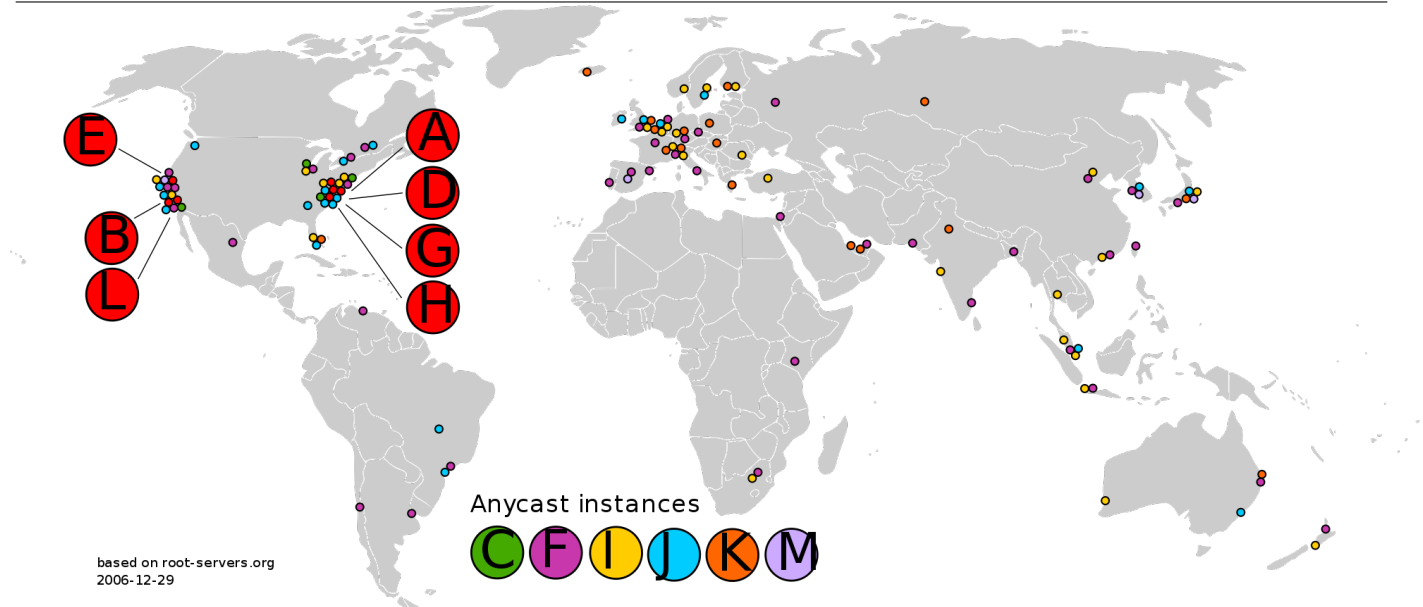 E
A
D
B
G
L
H
Anycast instances
C F I J K M
based on root-servers.org
2006-12-29